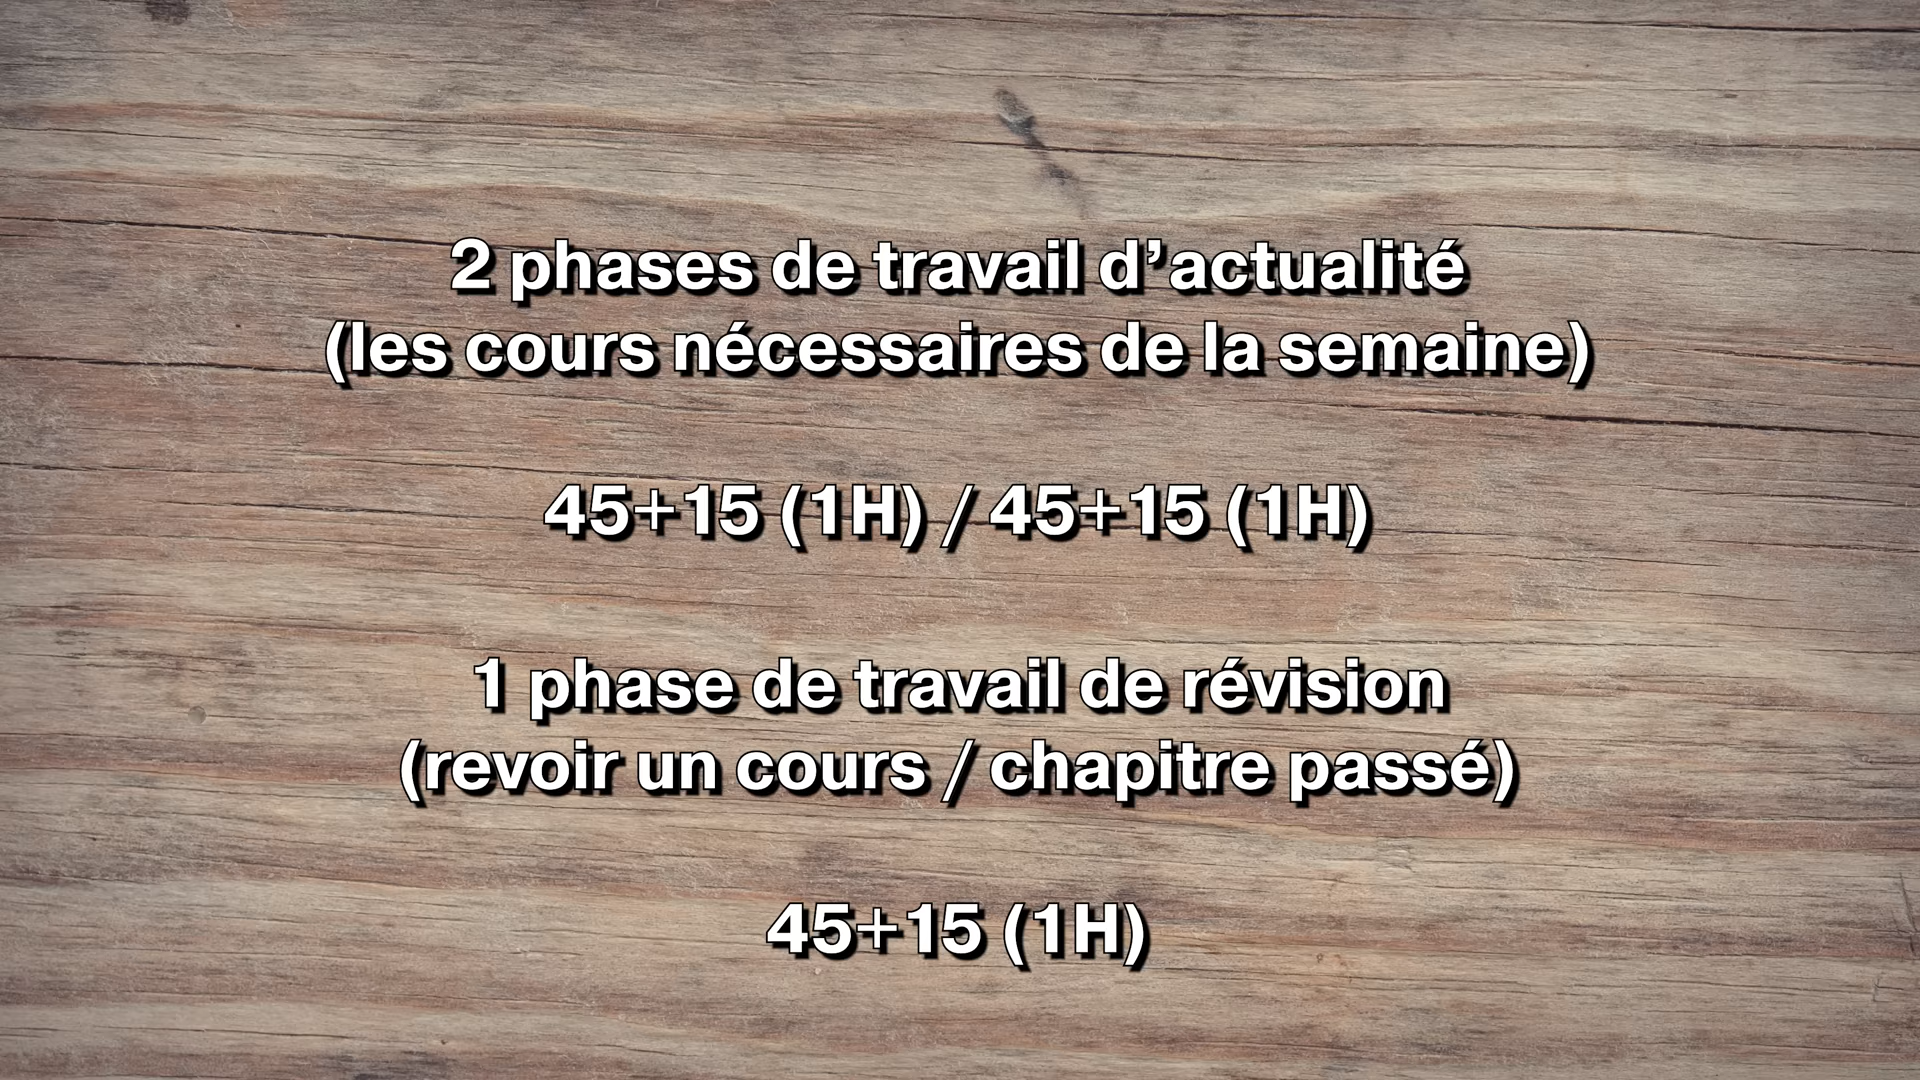 2 phases de travail d’actualité
(les cours nécessaires de la semaine)
45+15 (1H) / 45+15 (1H)
1 phase de travail de révision
(revoir un cours / chapitre passé)
45+15 (1H)